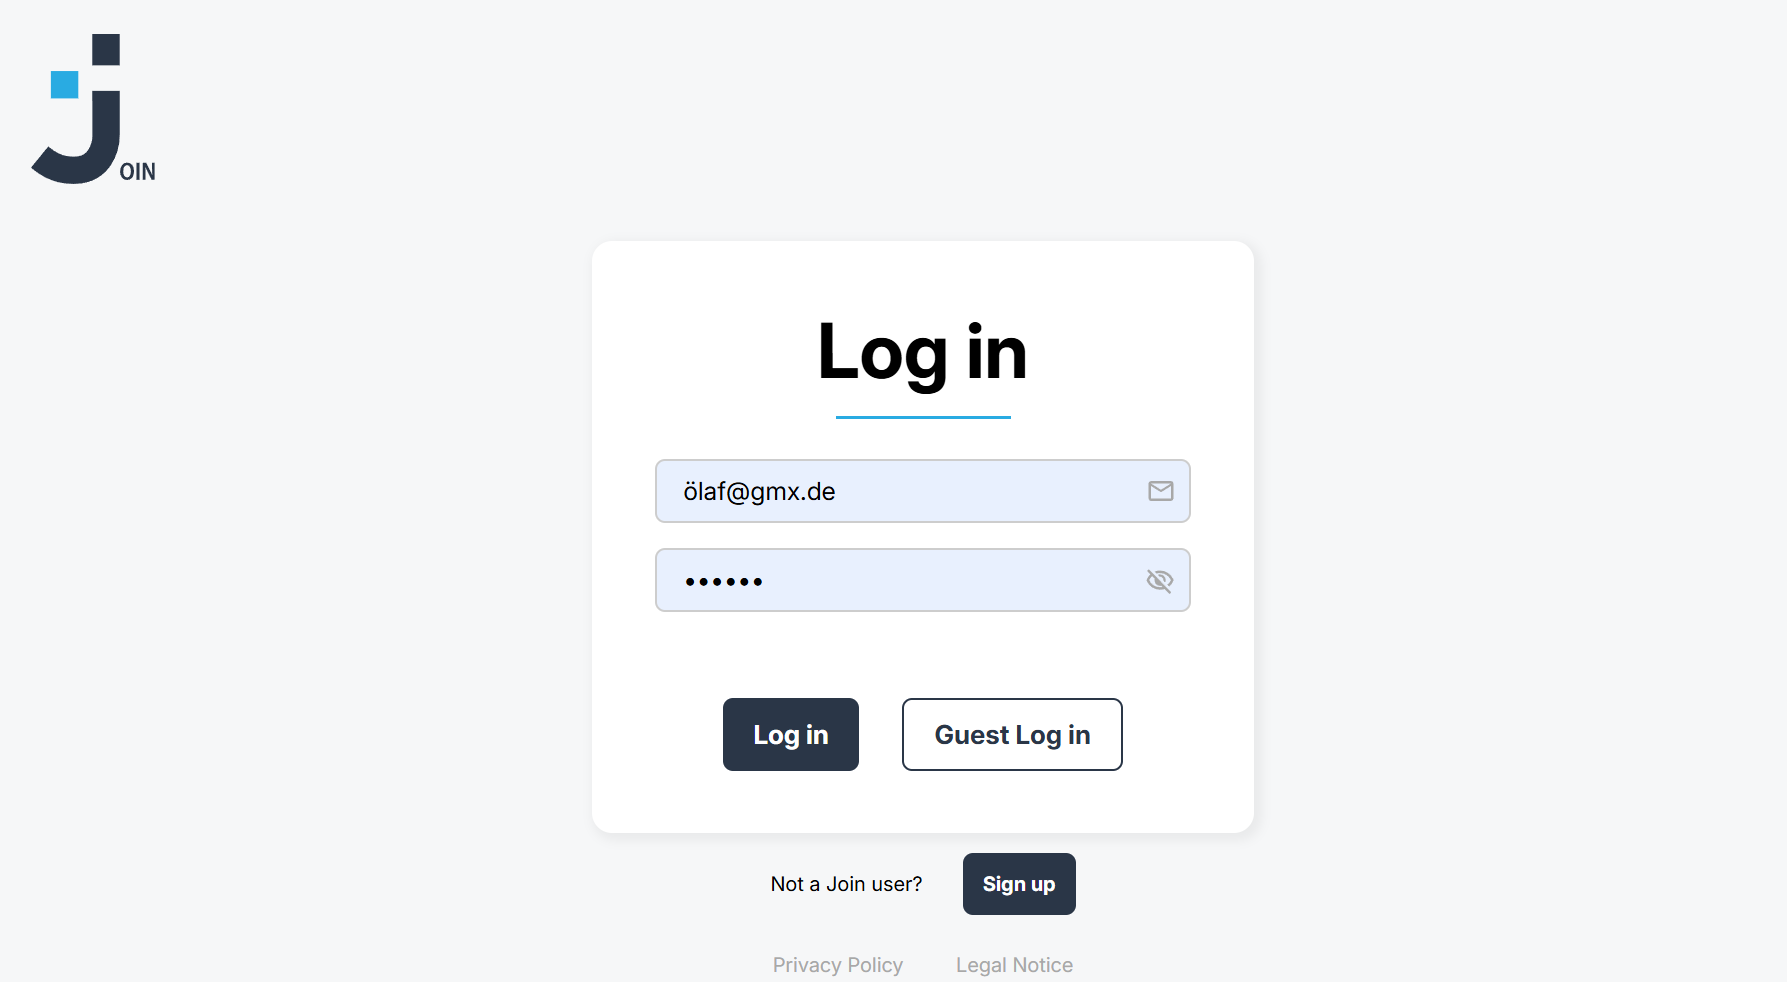 JOIN
Log in
ölaf@gmx.de
••••••
Log in
Guest Log in
Not a Join user?
Sign up
Privacy Policy
Legal Notice